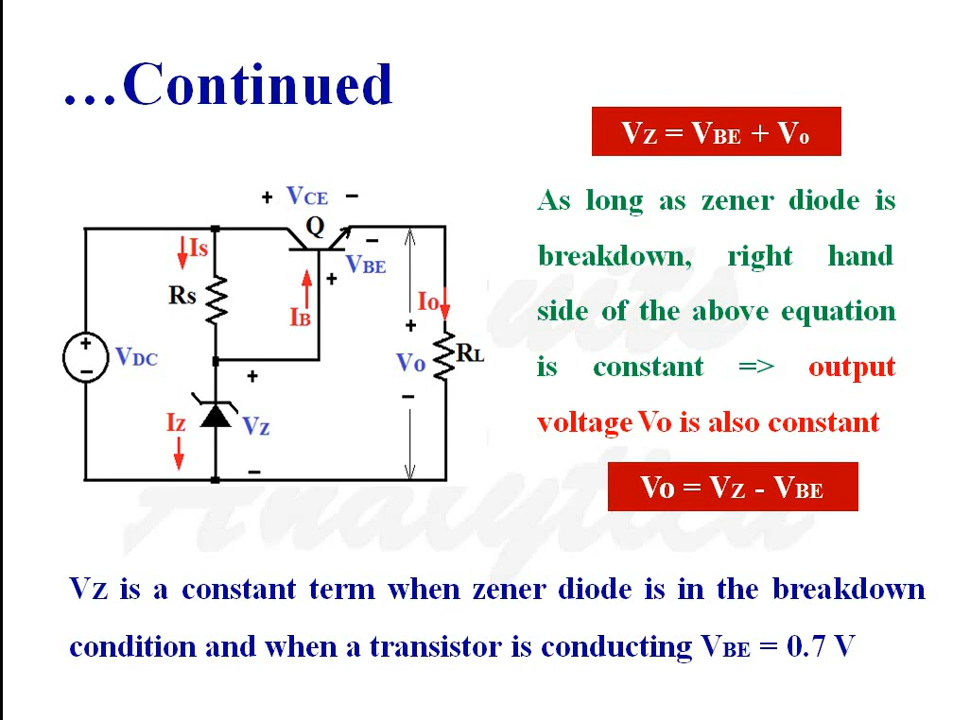 ...Continued
VZ = VBE + Vo
As long as zener diode is
breakdown, right hand
side of the above equation
is constant => output
voltage Vo is also constant
Vo = VZ - VBE
+ VCE −
Q
Is
−
VBE
+
Rs
IB
Io
+
VDC
−
+
Vo
−
RL
+
Iz
Vz
−
Analytica
VZ is a constant term when zener diode is in the breakdown
condition and when a transistor is conducting VBE = 0.7 V